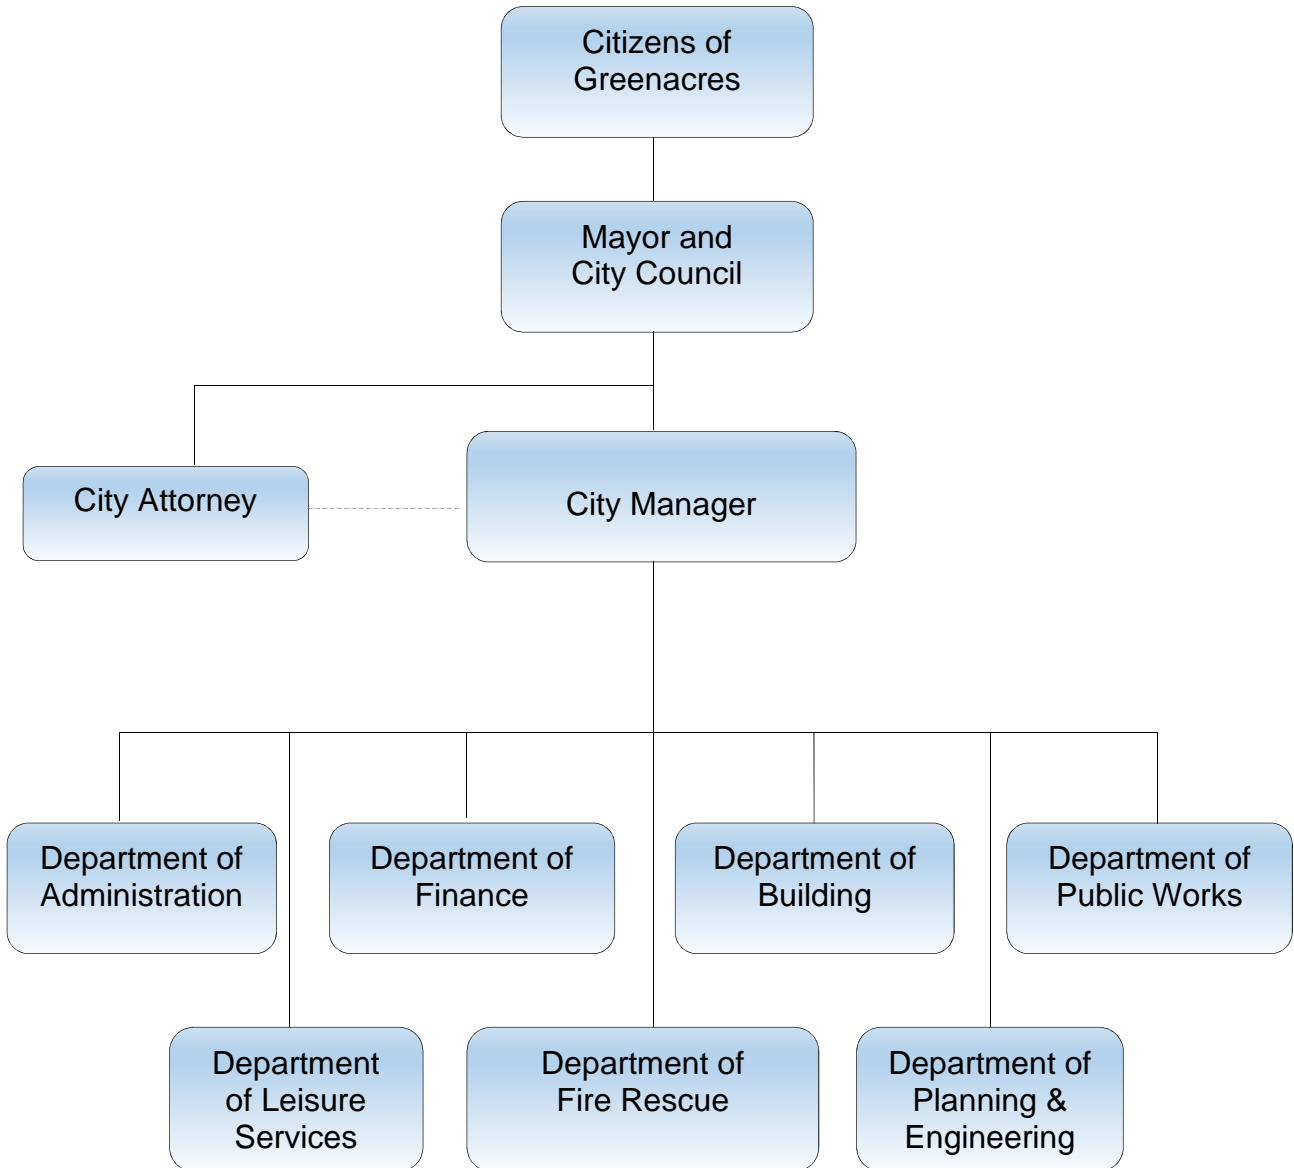 Citizens of
Greenacres
Mayor and
City Council
City Attorney
City Manager
Department of
Administration
Department of
Finance
Department of
Building
Department of
Public Works
Department
of Leisure
Services
Department of
Fire Rescue
Department of
Planning &
Engineering